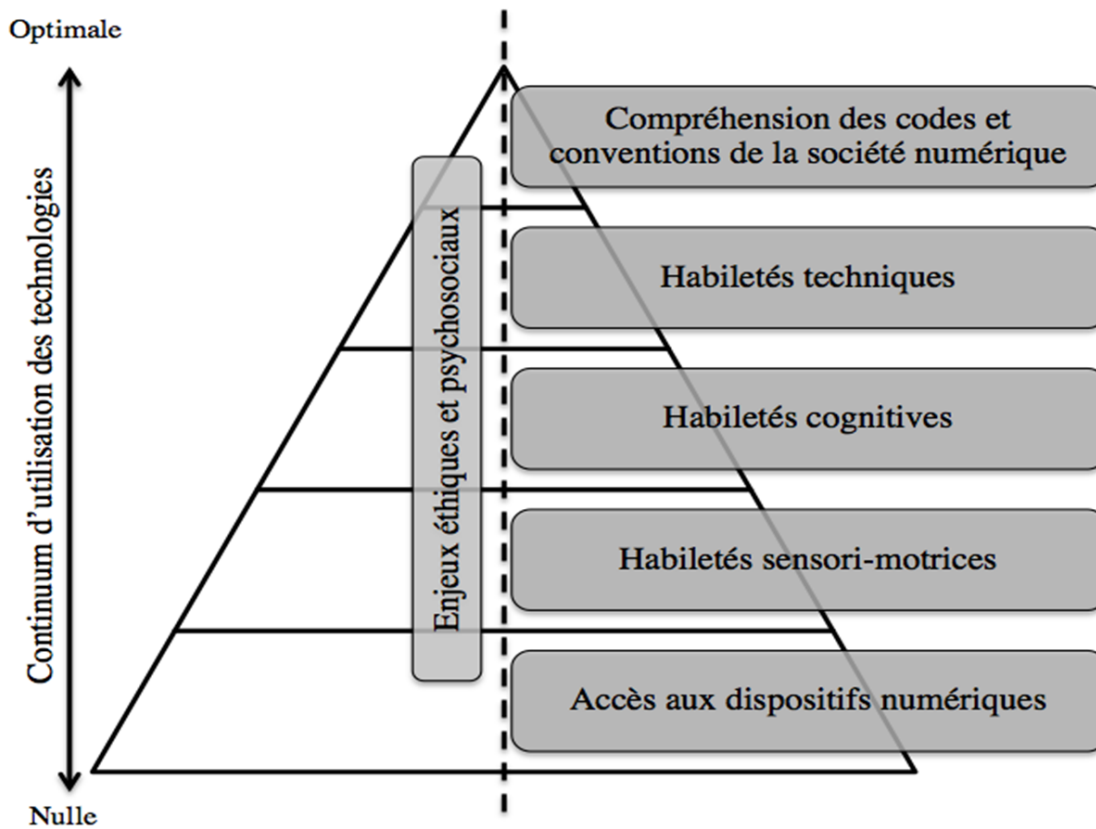 Optimale
Continuum d'utilisation des technologies
Nulle
Enjeux éthiques et psychosociaux
Compréhension des codes et
conventions de la société numérique
Habiletés techniques
Habiletés cognitives
Habiletés sensori-motrices
Accès aux dispositifs numériques